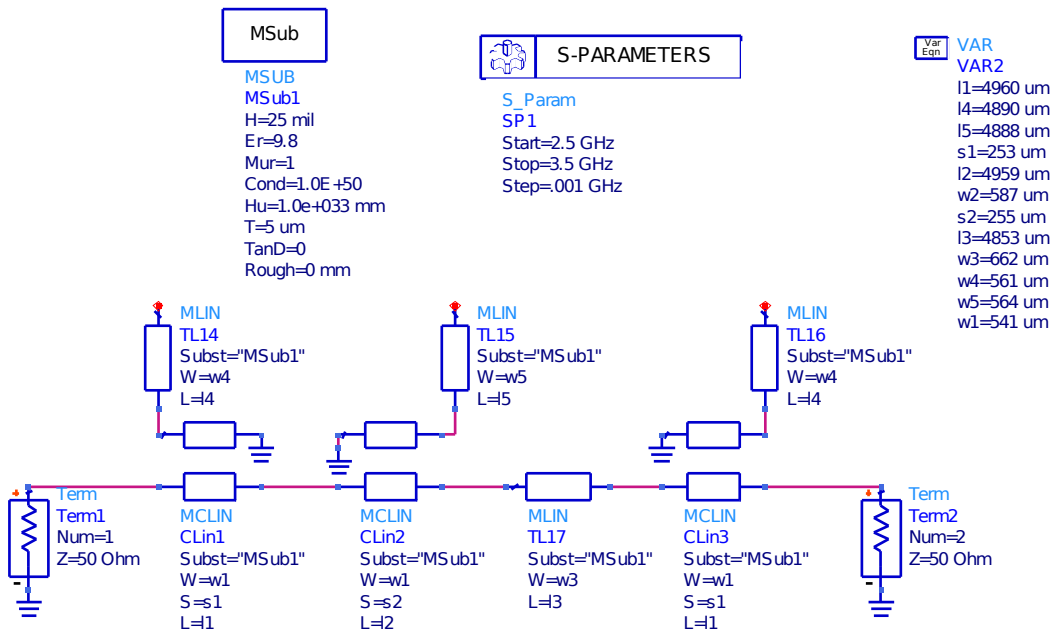 MSub
MSUB
MSub1
H=25 mil
Er=9.8
Mur=1
Cond=1.0E+50
Hu=1.0e+033 mm
T=5 um
TanD=0
Rough=0 mm
S-PARAMETERS
S_Param
SP1
Start=2.5 GHz
Stop=3.5 GHz
Step=.001 GHz
Var
Eqn
VAR
VAR2
l1=4960 um
l4=4890 um
l5=4888 um
s1=253 um
l2=4959 um
w2=587 um
s2=255 um
l3=4853 um
w3=662 um
w4=561 um
w5=564 um
w1=541 um
MLIN
TL14
Subst="MSub1"
W=w4
L=l4
MLIN
TL15
Subst="MSub1"
W=w5
L=l5
MLIN
TL16
Subst="MSub1"
W=w4
L=l4
Term
Term1
Num=1
Z=50 Ohm
MCLIN
CLin1
Subst="MSub1"
W=w1
S=s1
L=l1
MCLIN
CLin2
Subst="MSub1"
W=w1
S=s2
L=l2
MLIN
TL17
Subst="MSub1"
W=w3
L=l3
MCLIN
CLin3
Subst="MSub1"
W=w1
S=s1
L=l1
Term
Term2
Num=2
Z=50 Ohm